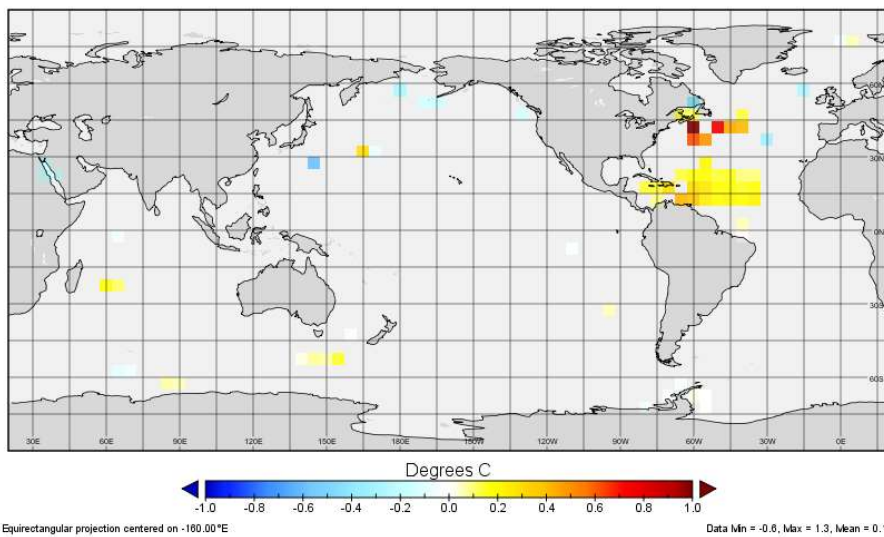 60N
30N
0N
30S
60S
30E 60E 90E 120E 150E 180E 150W 120W 90W 60W 30W 0E
Degrees C
-1.0 -0.8 -0.6 -0.4 -0.2 0.0 0.2 0.4 0.6 0.8 1.0
Equirectangular projection centered on -160.00°E Data Min = -0.6, Max = 1.3, Mean = 0.1